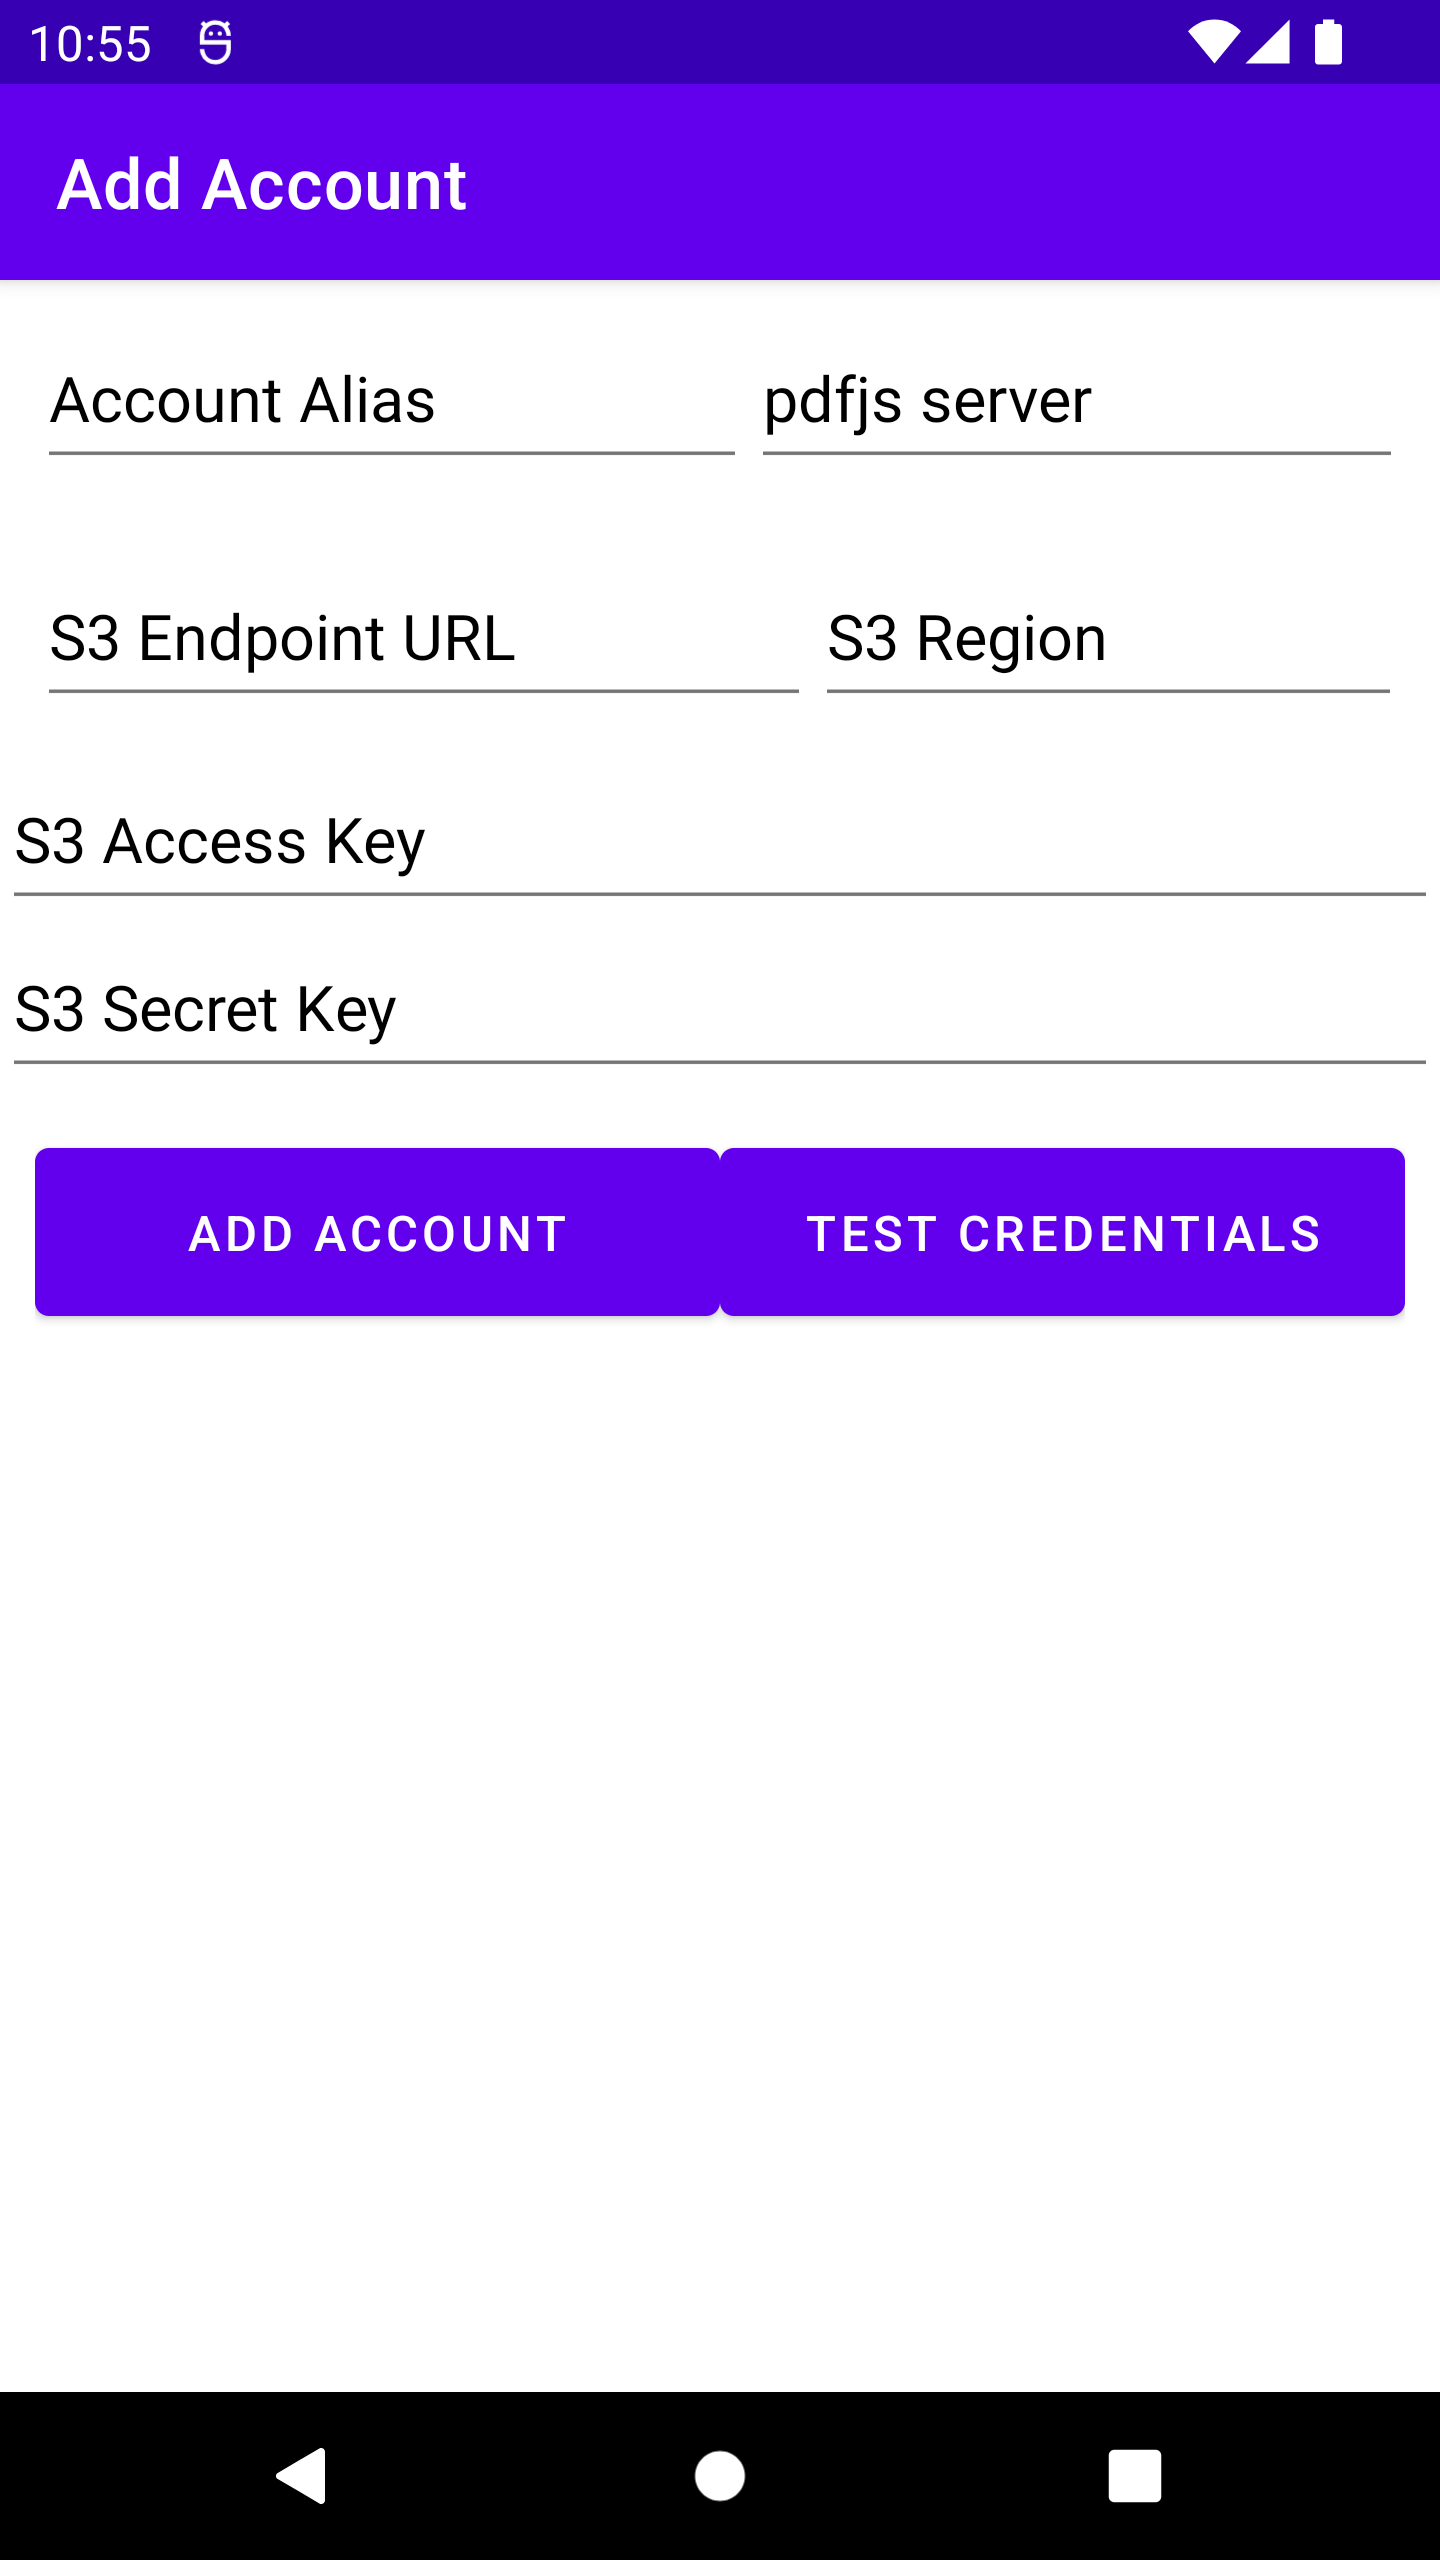 10:55
Add Account
Account Alias pdfjs server
S3 Endpoint URL S3 Region
S3 Access Key
S3 Secret Key
ADD ACCOUNT TEST CREDENTIALS